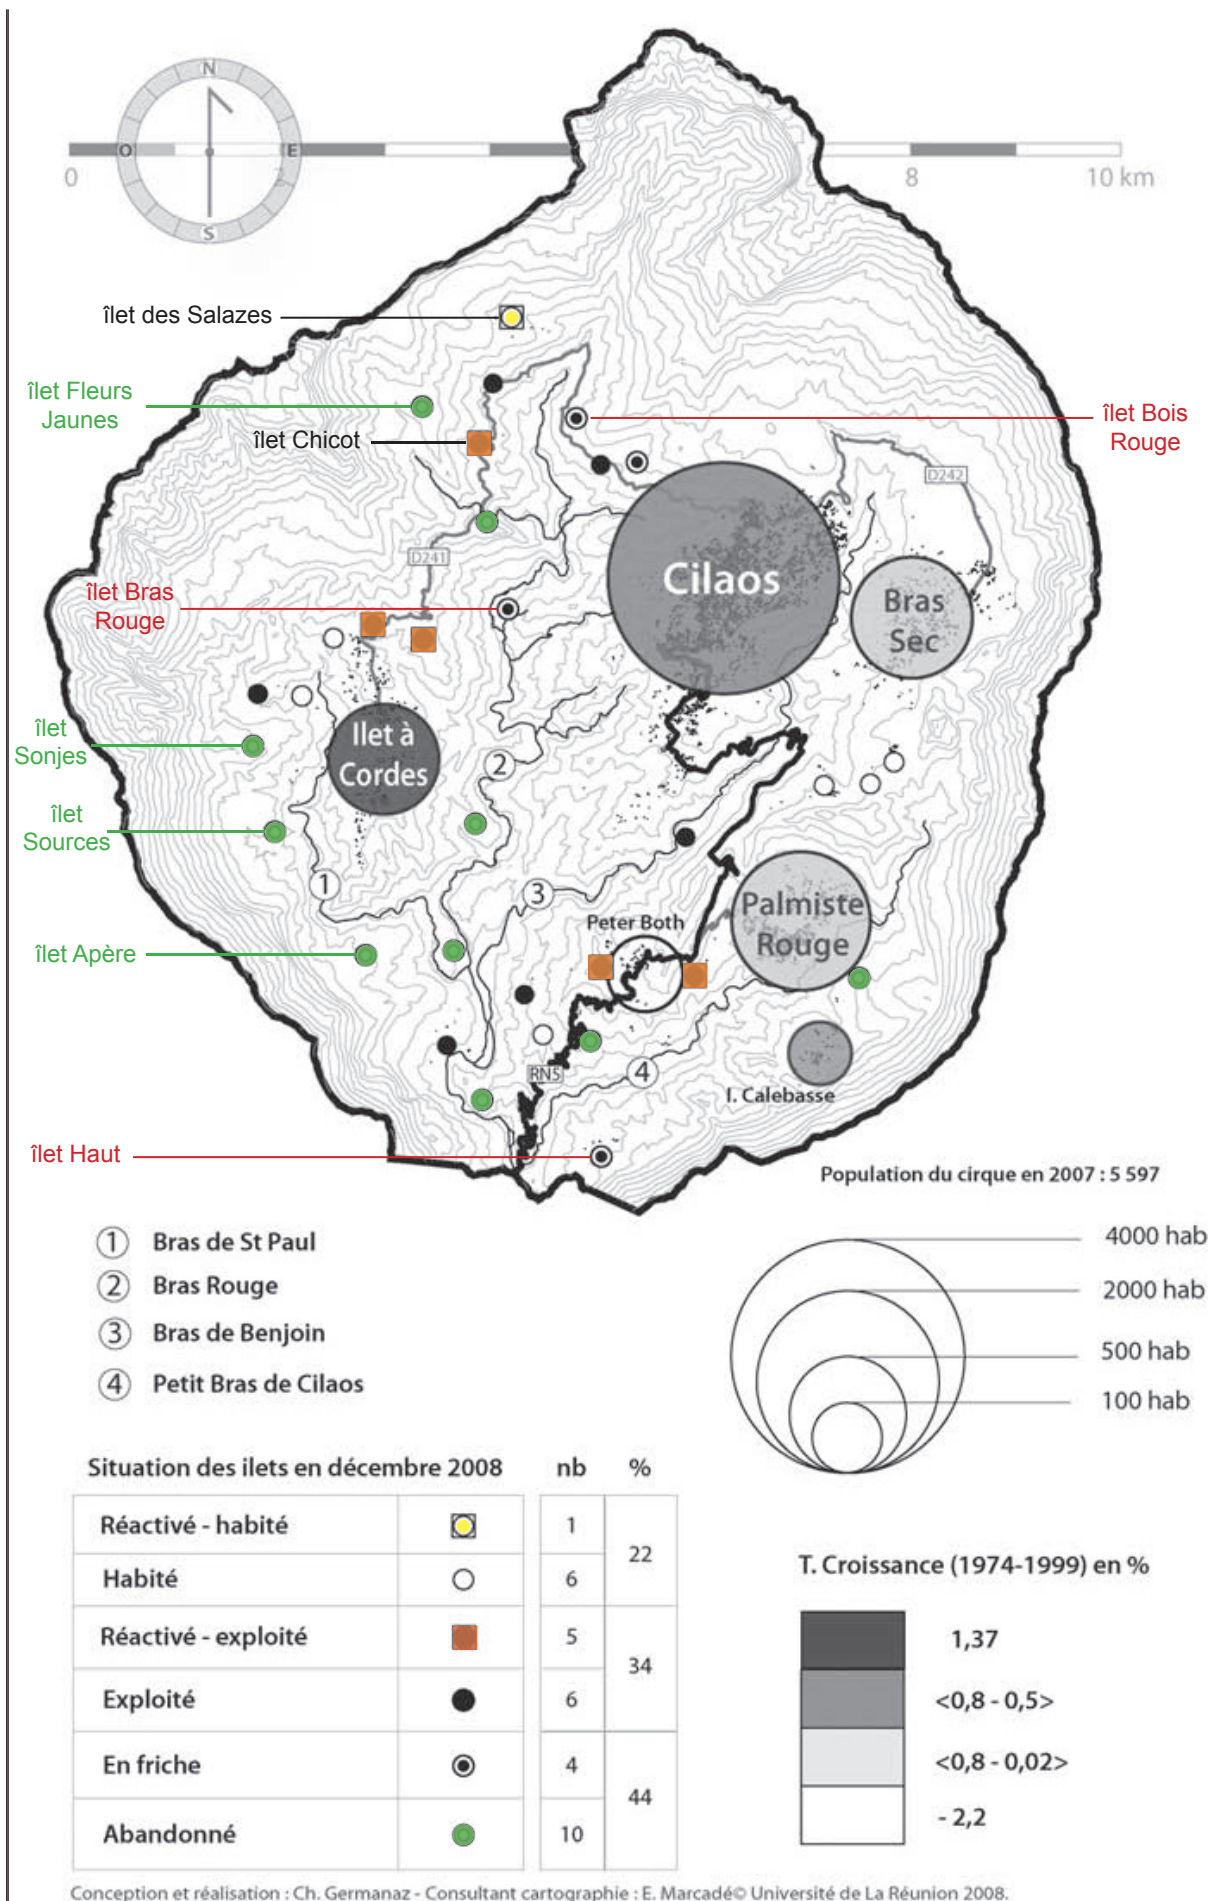 N
O
E
S
0
8
10 km
îlet des Salazes
îlet Fleurs
Jaunes
îlet Chicot
îlet Bois
Rouge
D242
D241
Cilaos
îlet Bras
Rouge
Bras
Sec
îlet
Sonjes
Ilet à
Cordes
2
îlet
Sources
1
3
Palmiste
Rouge
Peter Both
îlet Apère
RN5
4
I. Calebasse
îlet Haut
Population du cirque en 2007 : 5 597
1 Bras de St Paul
2 Bras Rouge
3 Bras de Benjoin
4 Petit Bras de Cilaos
4000 hab
2000 hab
500 hab
100 hab
Situation des ilets en décembre 2008 nb %
Réactivé - habité 1
22
Habité 6
Réactivé - exploité 5
34
Exploité 6
En friche 4
44
Abandonné 10
T. Croissance (1974-1999) en %
1,37
<0,8 - 0,5>
<0,8 - 0,02>
- 2,2
Conception et réalisation : Ch. Germanaz - Consultant cartographie : E. Marcadé© Université de La Réunion 2008.